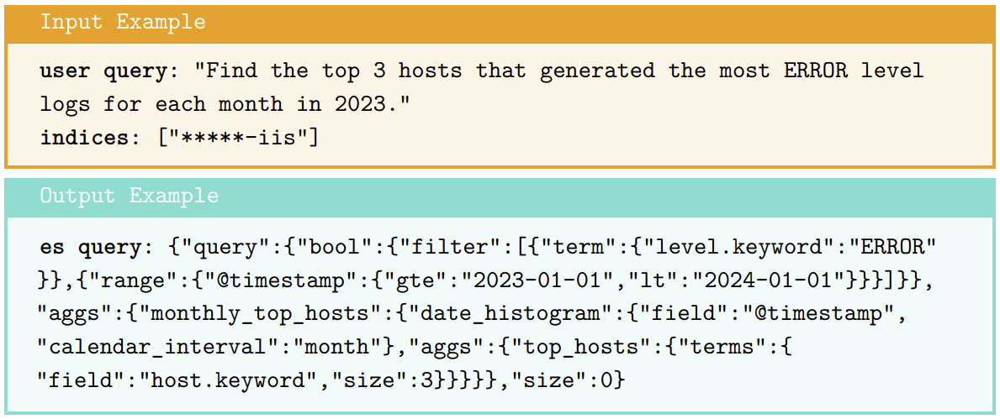 Input Example
user query: "Find the top 3 hosts that generated the most ERROR level
logs for each month in 2023."
indices: ["*****-iis"]
Output Example
es query: {"query":{"bool":{"filter":[{"term":{"level.keyword":"ERROR"
}},{"range":{"@timestamp":{"gte":"2023-01-01","lt":"2024-01-01"}}}]}},
"aggs":{"monthly_top_hosts":{"date_histogram":{"field":"@timestamp",
"calendar_interval":"month"},"aggs":{"top_hosts":{"terms":{
"field":"host.keyword","size":3}}}}},"size":0}